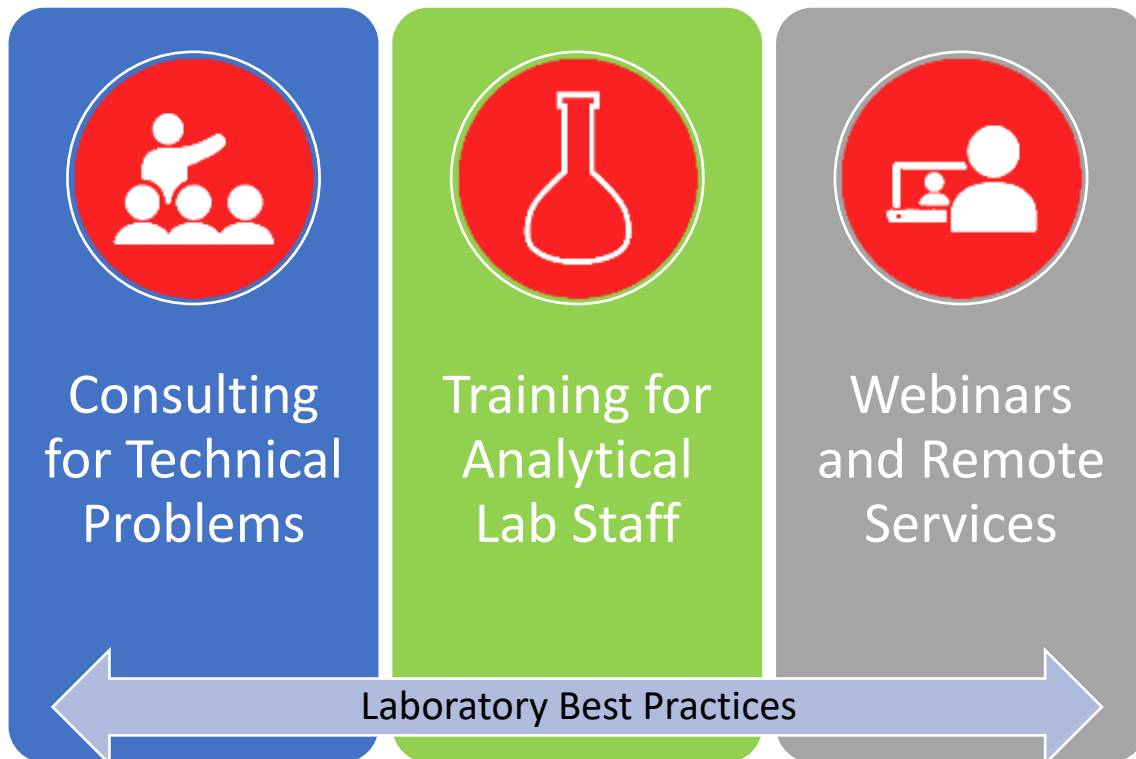 Consulting
for Technical
Problems
Training for
Analytical
Lab Staff
Webinars
and Remote
Services
Laboratory Best Practices